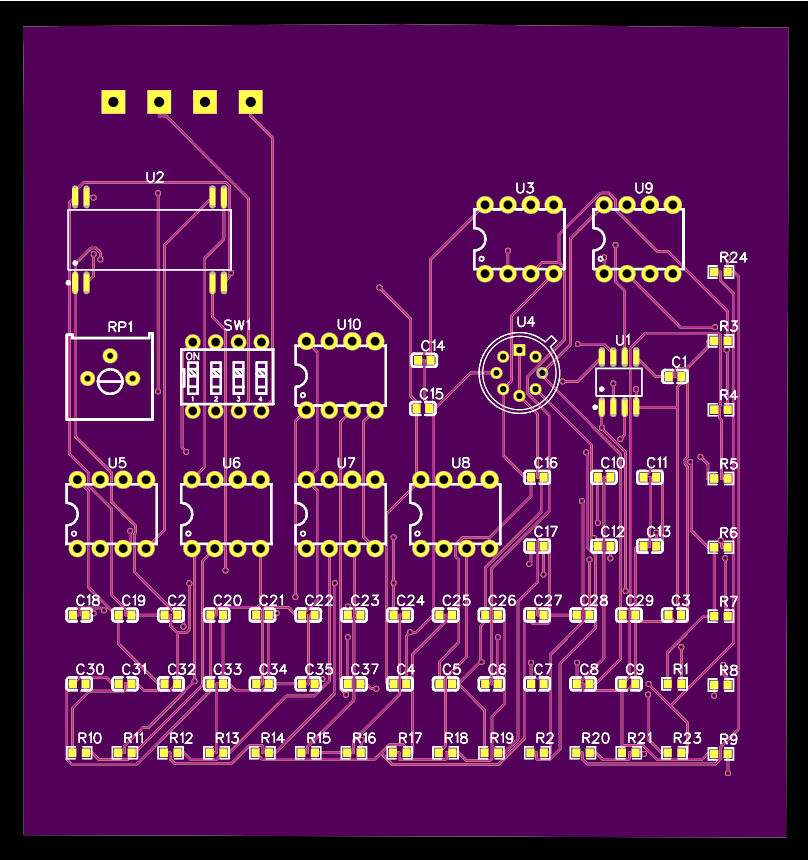 U2
U3 U9
R24
RP1 SW1 U10 U4 U1 R3
ON
C14 C1
1 2 3 4
C15 R4
U5 U6 U7 U8 C16 C10 C11 R5
C17 C12 C13 R6
C18 C19 C2 C20 C21 C22 C23 C24 C25 C26 C27 C28 C29 C3 R7
C30 C31 C32 C33 C34 C35 C37 C4 C5 C6 C7 C8 C9 R1 R8
R10 R11 R12 R13 R14 R15 R16 R17 R18 R19 R2 R20 R21 R23 R9